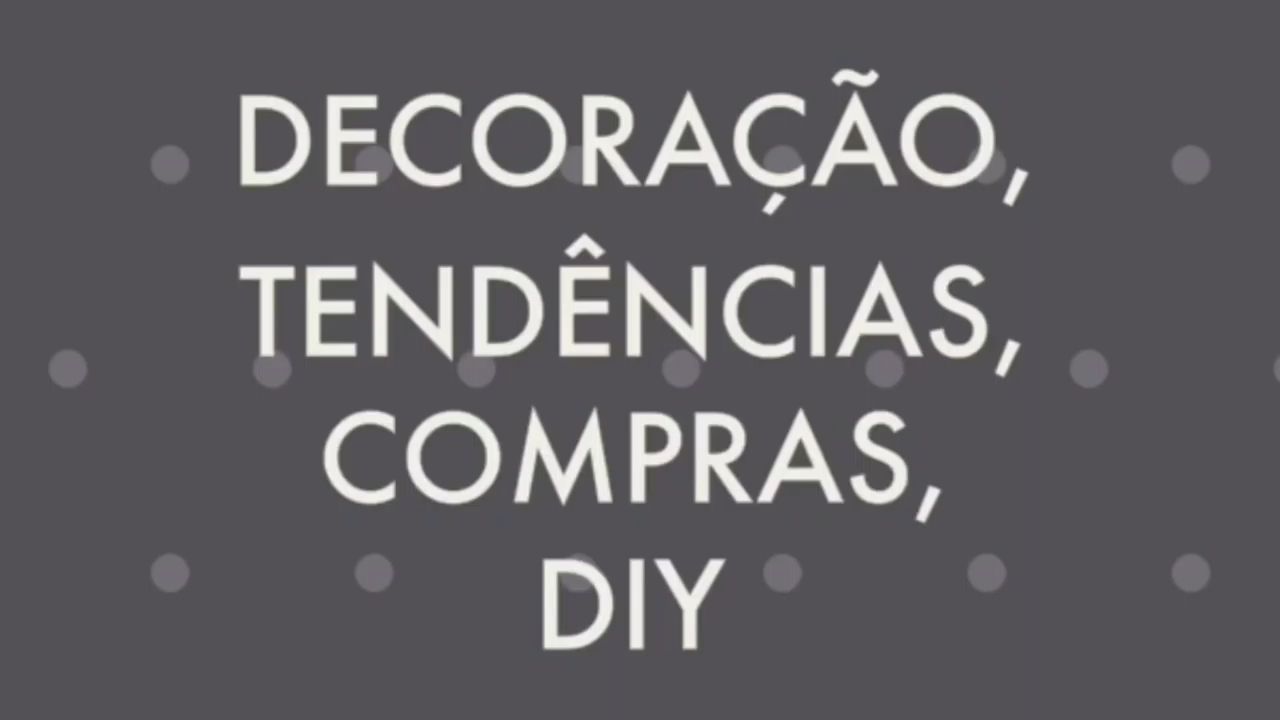 DECORAÇÃO,
TENDÊNCIAS,
COMPRAS,
DIY